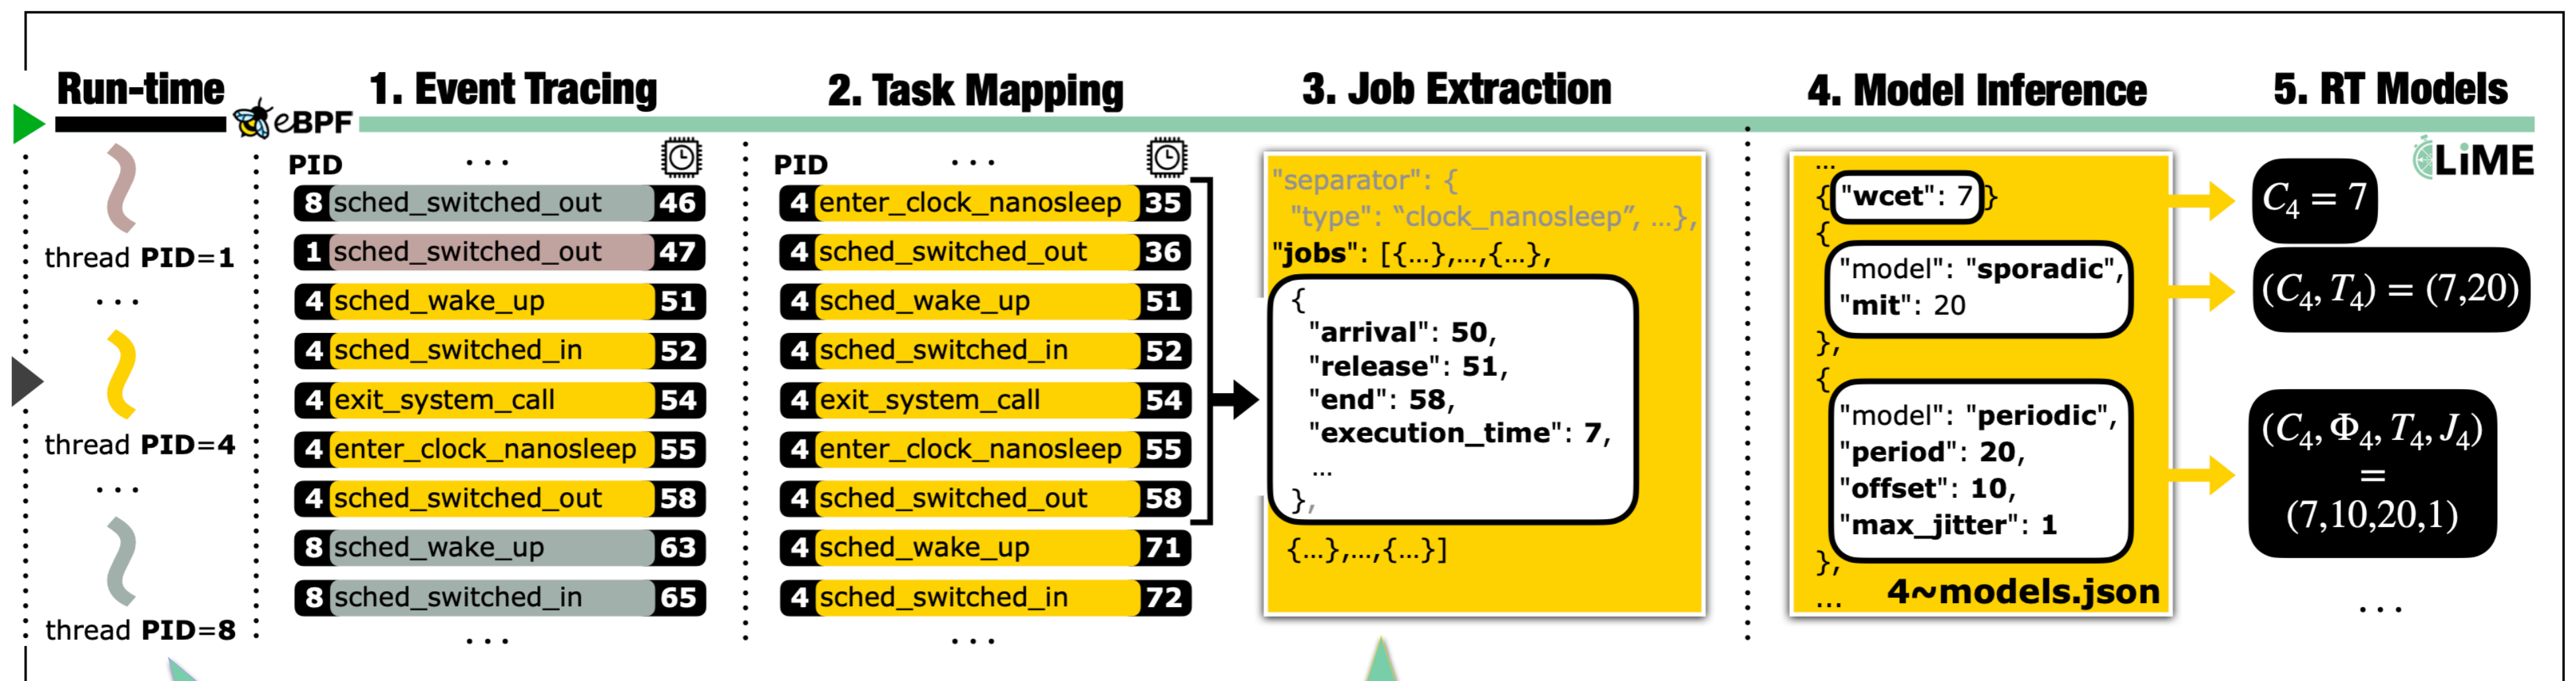 Run-time
eBPF
1. Event Tracing
2. Task Mapping
3. Job Extraction
4. Model Inference
5. RT Models
LiME
thread PID=1
...
thread PID=4
...
thread PID=8
PID ...
8 sched_switched_out 46
1 sched_switched_out 47
4 sched_wake_up 51
4 sched_switched_in 52
4 exit_system_call 54
4 enter_clock_nanosleep 55
4 sched_switched_out 58
8 sched_wake_up 63
8 sched_switched_in 65
...
PID ...
4 enter_clock_nanosleep 35
4 sched_switched_out 36
4 sched_wake_up 51
4 sched_switched_in 52
4 exit_system_call 54
4 enter_clock_nanosleep 55
4 sched_switched_out 58
4 sched_wake_up 71
4 sched_switched_in 72
...
"separator": {
"type": “clock_nanosleep”, …},
"jobs": [{…},…,{…},
{
"arrival": 50,
"release": 51,
"end": 58,
"execution_time": 7,
…
},
{…},…,{…}]
…
{"wcet": 7}
{
"model": "sporadic",
"mit": 20
},
{
"model": "periodic",
"period": 20,
"offset": 10,
"max_jitter": 1
},
… 4~models.json
C₄ = 7
(C₄, T₄) = (7,20)
(C₄, Φ₄, T₄, J₄)
=
(7,10,20,1)
...